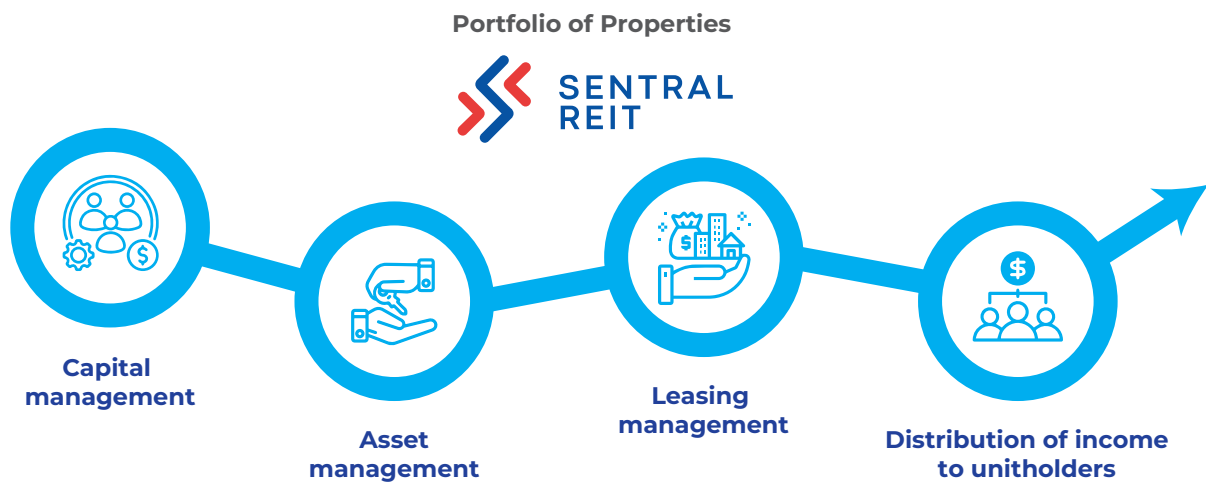 Portfolio of Properties
SENTRAL
REIT
$
$
$
Capital
management
Asset
management
Leasing
management
Distribution of income
to unitholders